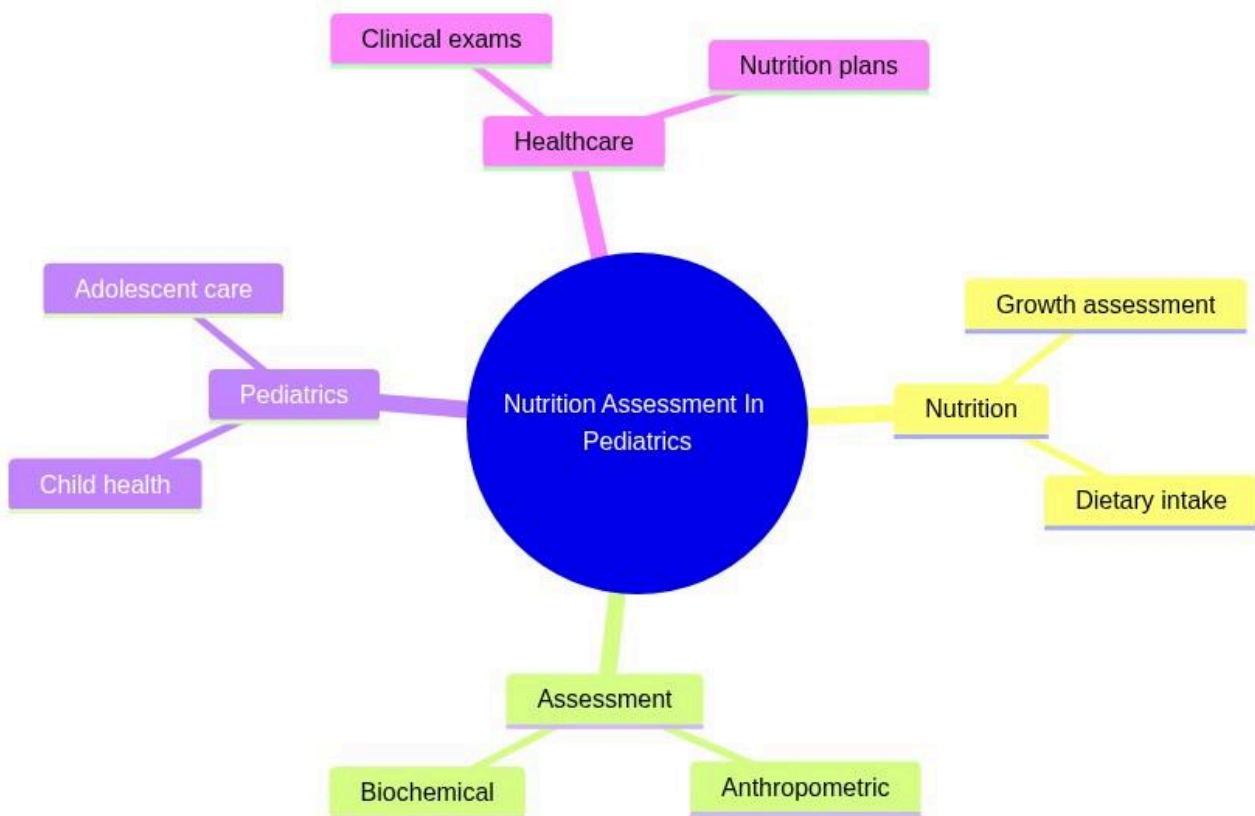 Clinical exams
Nutrition plans
Healthcare
Adolescent care
Growth assessment
Pediatrics
Nutrition Assessment In
Pediatrics
Nutrition
Child health
Dietary intake
Assessment
Biochemical
Anthropometric